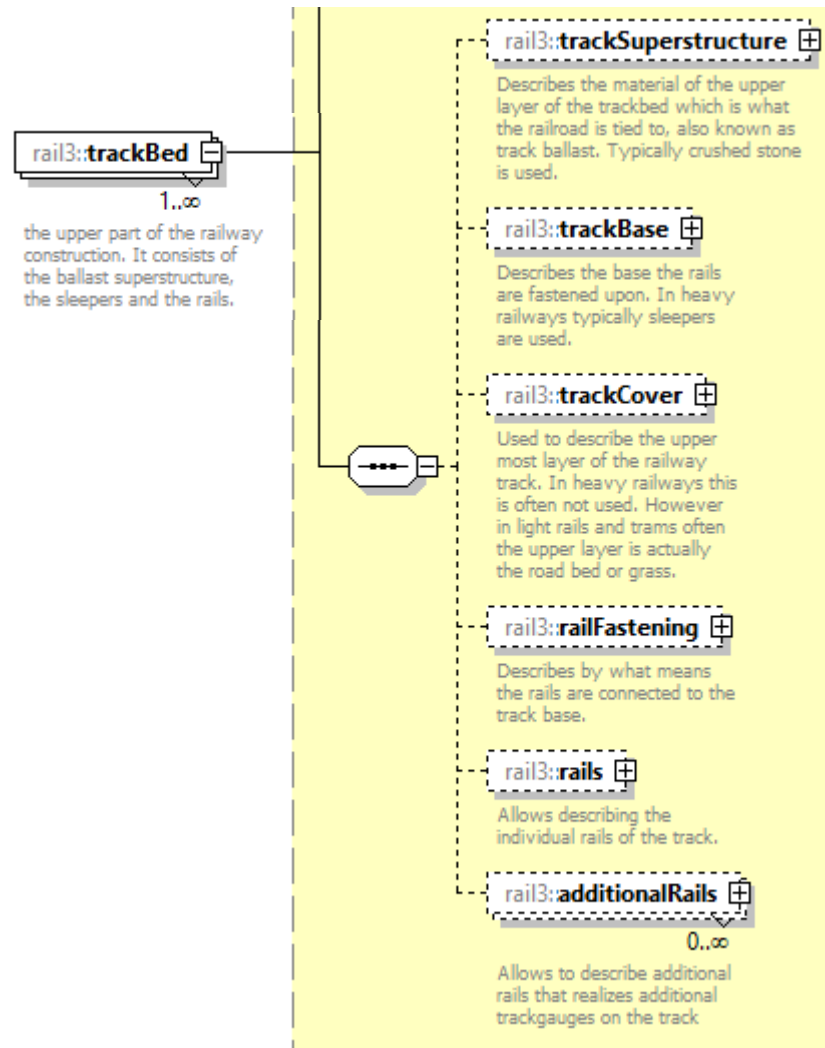 rail3::trackSuperstructure
Describes the material of the upper
layer of the trackbed which is what
the railroad is tied to, also known as
track ballast. Typically crushed stone
is used.
rail3::trackBed
1..∞
the upper part of the railway
construction. It consists of
the ballast superstructure,
the sleepers and the rails.
rail3::trackBase
Describes the base the rails
are fastened upon. In heavy
railways typically sleepers
are used.
rail3::trackCover
Used to describe the upper
most layer of the railway
track. In heavy railways this
is often not used. However
in light rails and trams often
the upper layer is actually
the road bed or grass.
rail3::railFastening
Describes by what means
the rails are connected to the
track base.
rail3::rails
Allows describing the
individual rails of the track.
rail3::additionalRails
0..∞
Allows to describe additional
rails that realizes additional
trackgauges on the track